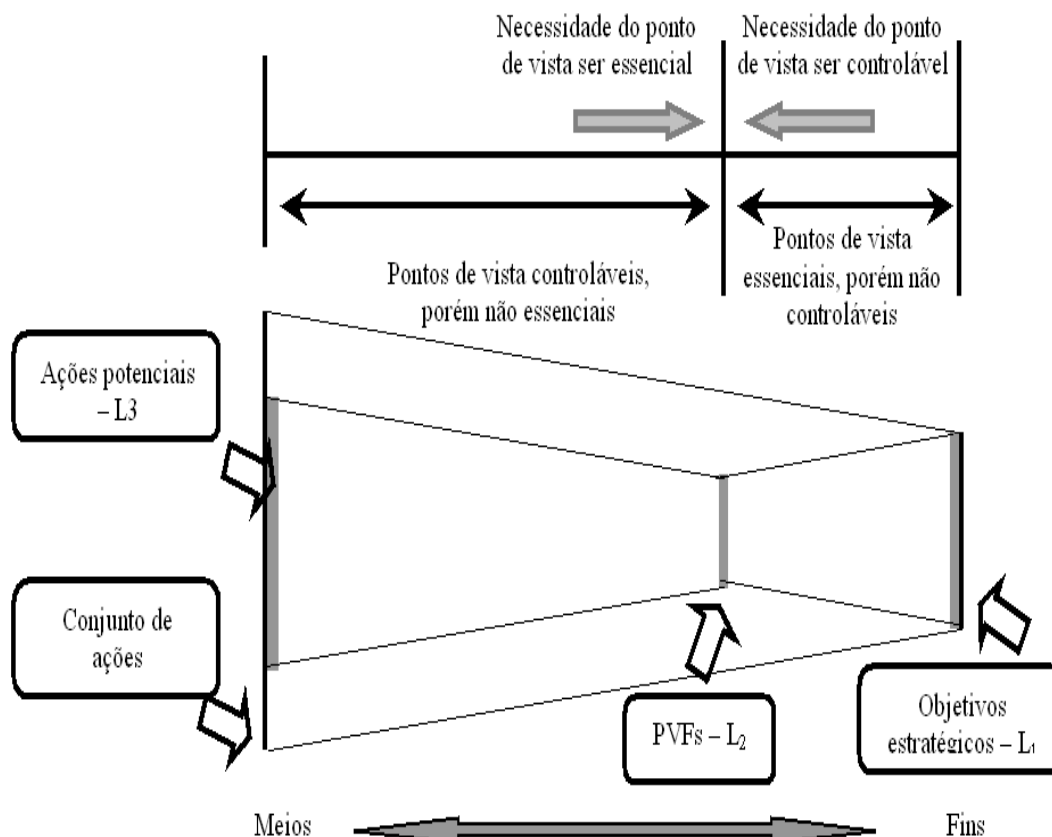 Necessidade do ponto
de vista ser essencial
Necessidade do ponto
de vista ser controlável
Pontos de vista controláveis,
porém não essenciais
Pontos de vista
essenciais, porém não
controláveis
Ações potenciais
– L3
Conjunto de
ações
PVFs – L₂
Objetivos
estratégicos – L₁
Meios
Fins